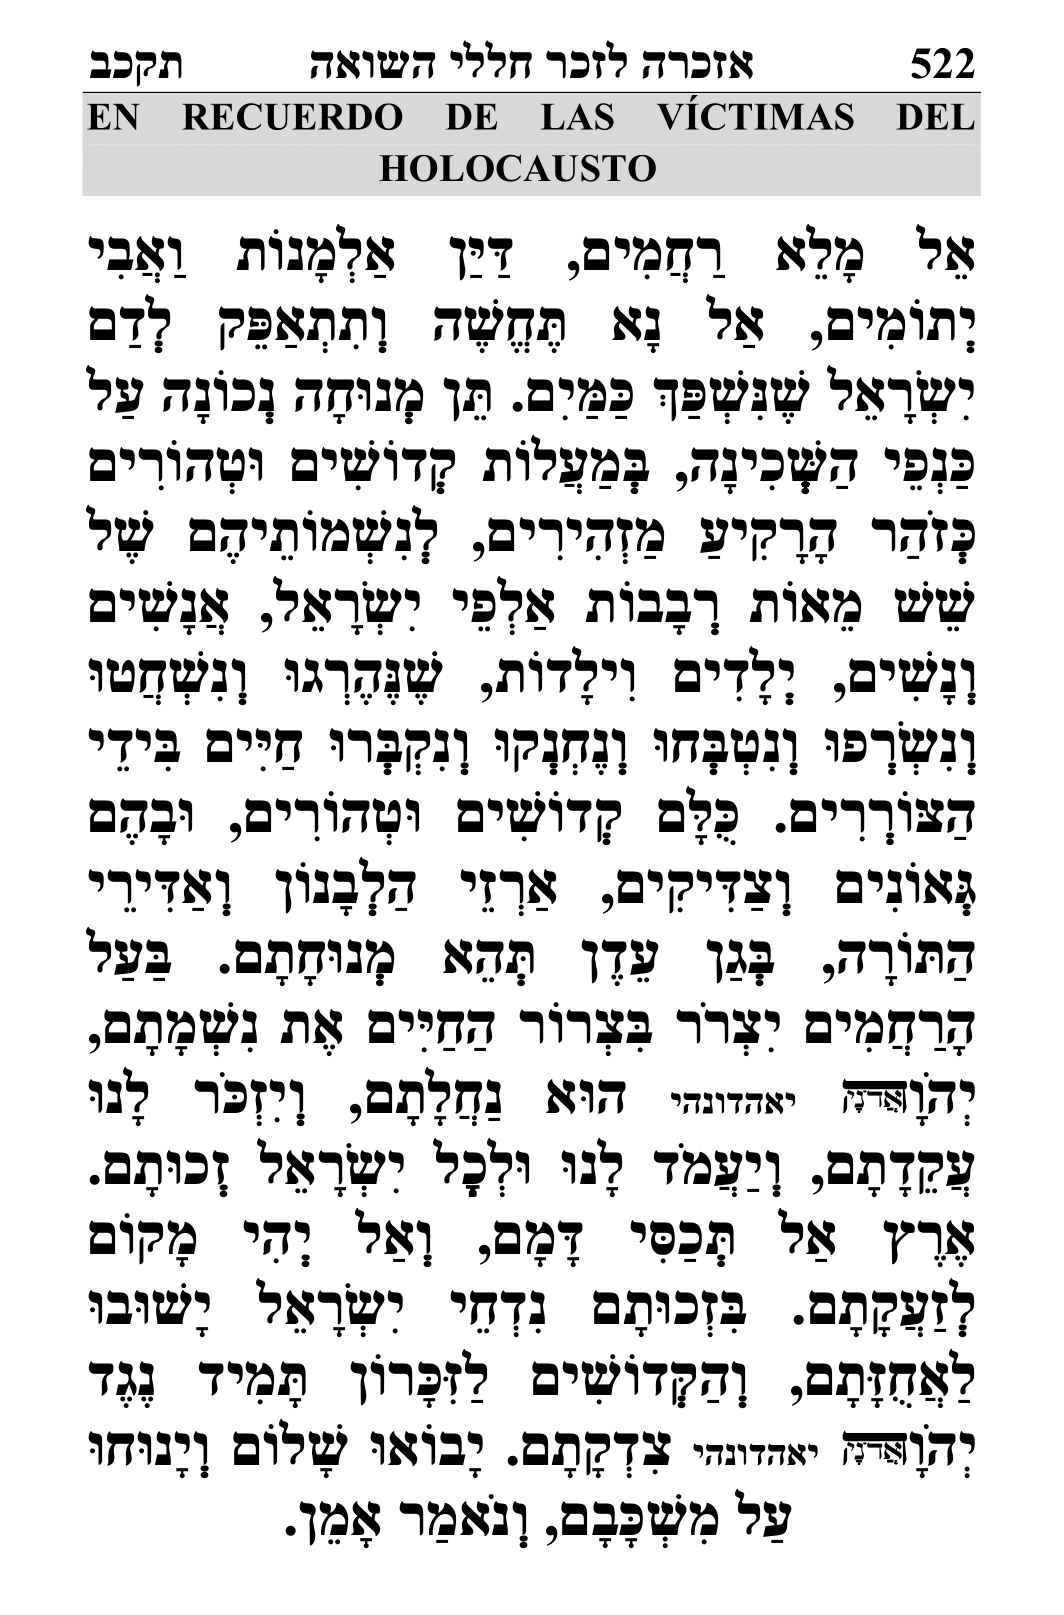 522 אזכרה לזכר חללי השואה תקכב
EN RECUERDO DE LAS VÍCTIMAS DEL
HOLOCAUSTO
אֵל מָלֵא רַחֲמִים, דַּיַּן אַלְמָנוֹת וַאֲבִי
יְתוֹמִים, אַל נָא תֶּחֱשֶׁה וְתִתְאַפֵּק לְדַם
יִשְׂרָאֵל שֶׁנִּשְׁפַּךְ כַּמַּיִם. תֵּן מְנוּחָה נְכוֹנָה עַל
כַּנְפֵי הַשְּׁכִינָה, בְּמַעֲלוֹת קְדוֹשִׁים וּטְהוֹרִים
כְּזֹהַר הָרָקִיעַ מַזְהִירִים, לְנִשְׁמוֹתֵיהֶם שֶׁל
שֵׁשׁ מֵאוֹת רְבָבוֹת אַלְפֵי יִשְׂרָאֵל, אֲנָשִׁים
וְנָשִׁים, יְלָדִים וִילָדוֹת, שֶׁנֶּהֶרְגוּ וְנִשְׁחֲטוּ
וְנִשְׂרְפוּ וְנִטְבְּחוּ וְנֶחְנְקוּ וְנִקְבְּרוּ חַיִּים בִּידֵי
הַצּוֹרְרִים. כֻּלָּם קְדוֹשִׁים וּטְהוֹרִים, וּבָהֶם
גְּאוֹנִים וְצַדִּיקִים, אַרְזֵי הַלְּבָנוֹן וְאַדִּירֵי
הַתּוֹרָה, בְּגַן עֵדֶן תְּהֵא מְנוּחָתָם. בַּעַל
הָרַחֲמִים יִצְרֹר בִּצְרוֹר הַחַיִּים אֶת נִשְׁמָתָם,
יְהֹוָהאֲדֹנָי יאהדונהי הוּא נַחֲלָתָם, וְיִזְכֹּר לָנוּ
עֲקֵדָתָם, וְיַעֲמֹד לָנוּ וּלְכׇל יִשְׂרָאֵל זְכוּתָם.
אֶרֶץ אַל תְּכַסִּי דָּמָם, וְאַל יְהִי מָקוֹם
לְזַעֲקָתָם. בִּזְכוּתָם נִדְחֵי יִשְׂרָאֵל יָשׁוּבוּ
לַאֲחֻזָּתָם, וְהַקְּדוֹשִׁים לַזִּכָּרוֹן תָּמִיד נֶגֶד
יְהֹוָהאֲדֹנָי יאהדונהי צִדְקָתָם. יָבוֹאוּ שָׁלוֹם וְיָנוּחוּ
עַל מִשְׁכָּבָם, וְנֹאמַר אָמֵן.